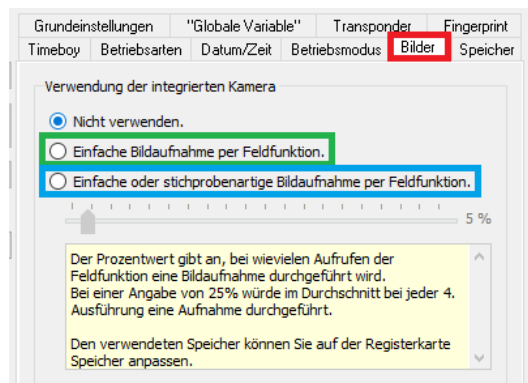 Grundeinstellungen "Globale Variable" Transponder Fingerprint
Timeboy Betriebsarten Datum/Zeit Betriebsmodus Bilder Speicher
Verwendung der integrierten Kamera
Nicht verwenden.
Einfache Bildaufnahme per Feldfunktion.
Einfache oder stichprobenartige Bildaufnahme per Feldfunktion.
5 %
Der Prozentwert gibt an, bei wievielen Aufrufen der
Feldfunktion eine Bildaufnahme durchgeführt wird.
Bei einer Angabe von 25% würde im Durchschnitt bei jeder 4.
Ausführung eine Aufnahme durchgeführt.
Den verwendeten Speicher können Sie auf der Registerkarte
Speicher anpassen.